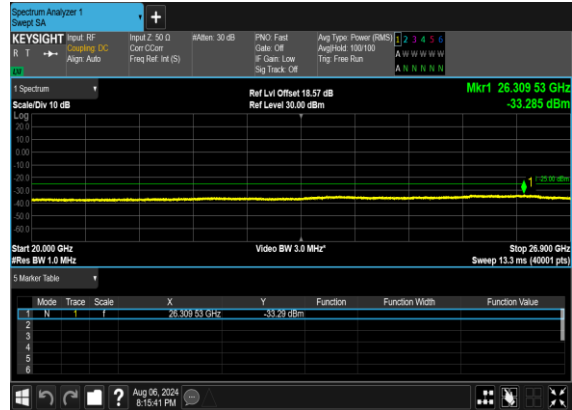 Spectrum Analyzer 1
Swept SA
+
KEYSIGHT Input: RF Input Z: 50 Ω #Atten: 30 dB PNO: Fast Avg Type: Power (RMS) 1 2 3 4 5 6
R T Coupling: DC Corr CCorr Gate: Off Avg|Hold: 100/100 A W W W W W
Align: Auto Freq Ref: Int (S) IF Gain: Low Trig: Free Run
Sig Track: Off A N N N N N
1 Spectrum
Ref Lvl Offset 18.57 dB Mkr1 26.309 53 GHz
Scale/Div 10 dB Ref Level 30.00 dBm -33.285 dBm
Log
20.0
10.0
0.00
-10.0
-20.0
1 -25.00 dBm
-30.0
-40.0
-50.0
-60.0
Start 20.000 GHz Video BW 3.0 MHz* Stop 26.900 GHz
#Res BW 1.0 MHz Sweep 13.3 ms (40001 pts)
5 Marker Table
Mode Trace Scale X Y Function Function Width Function Value
1 N 1 f 26.309 53 GHz -33.29 dBm
2
3
4
5
6
? Aug 06, 2024
8:15:41 PM